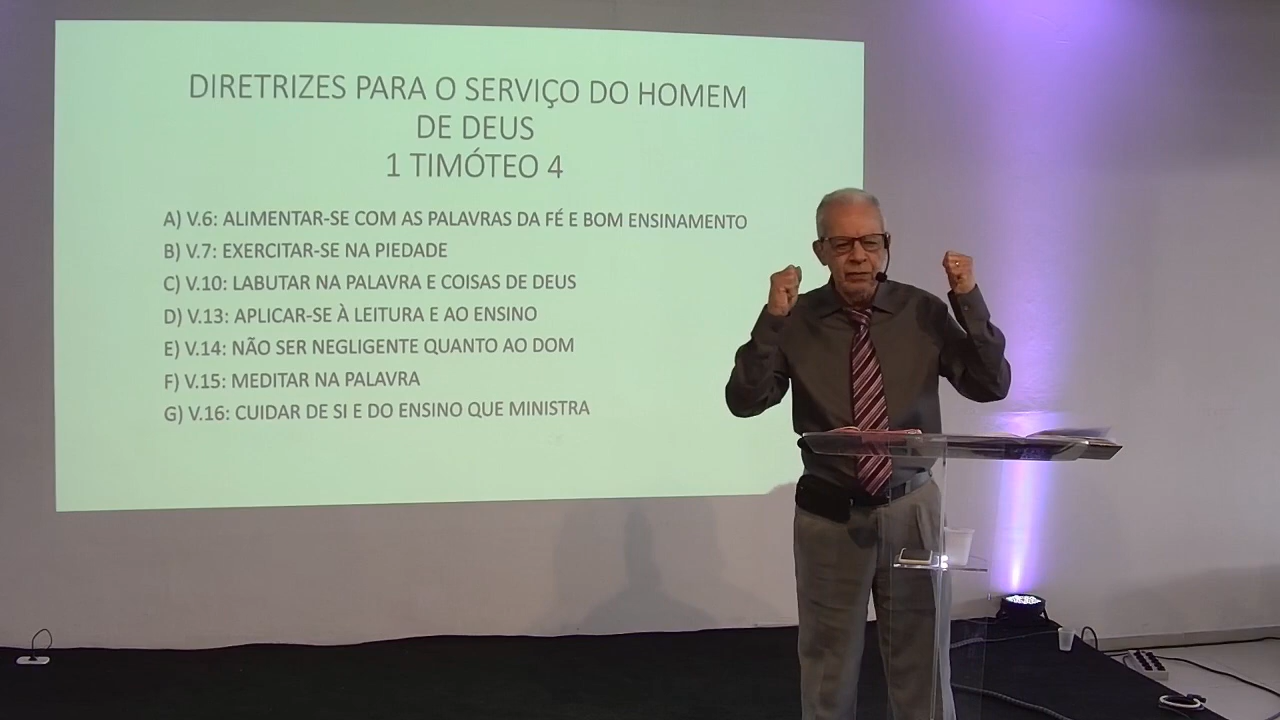 DIRETRIZES PARA O SERVIÇO DO HOMEM
DE DEUS
1 TIMÓTEO 4
A) V.6: ALIMENTAR-SE COM AS PALAVRAS DA FÉ E BOM ENSINAMENTO
B) V.7: EXERCITAR-SE NA PIEDADE
C) V.10: LABUTAR NA PALAVRA E COISAS DE DEUS
D) V.13: APLICAR-SE À LEITURA E AO ENSINO
E) V.14: NÃO SER NEGLIGENTE QUANTO AO DOM
F) V.15: MEDITAR NA PALAVRA
G) V.16: CUIDAR DE SI E DO ENSINO QUE MINISTRA